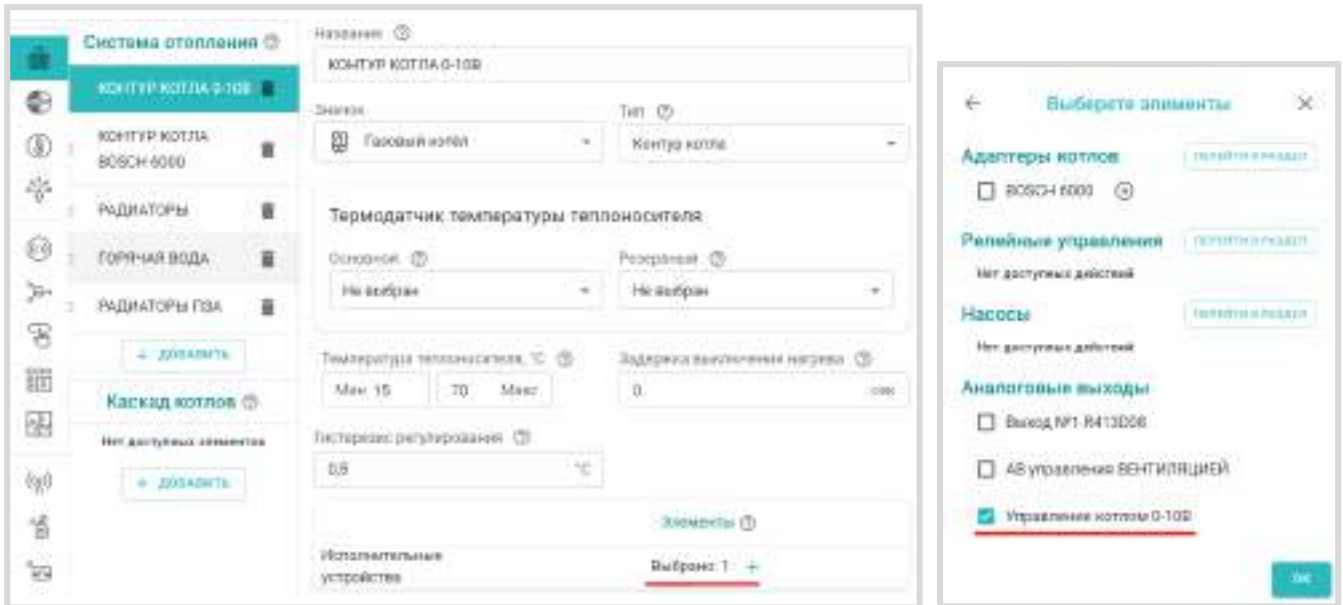 Система отопления
КОНТУР КОТЛА 0-10В
КОНТУР КОТЛА
BOSCH 6000
РАДИАТОРЫ
ГОРЯЧАЯ ВОДА
РАДИАТОРЫ ПЗА
+ ДОБАВИТЬ
Каскад котлов
Нет доступных элементов
+ ДОБАВИТЬ
Название
КОНТУР КОТЛА 0-10В
Значок
Тип
Газовый котёл
Контур котла
Термодатчик температуры теплоносителя
Основной
Резервный
Не выбран
Не выбран
Температура теплоносителя, °C
Задержка выключения нагрева
Мин 15
70 Макс
0 сек
Гистерезис регулирования
0,5 °C
Элементы
Исполнительные
устройства
Выбрано: 1 +
Выберете элименты
Адаптеры котлов
ПЕРЕЙТИ В РАЗДЕЛ
BOSCH 6000
Релейные управления
ПЕРЕЙТИ В РАЗДЕЛ
Нет доступных действий
Насосы
ПЕРЕЙТИ В РАЗДЕЛ
Нет доступных действий
Аналоговые выходы
Выход №1 R413D08
АВ управления ВЕНТИЛЯЦИЕЙ
Управление котлом 0-10В
ОК